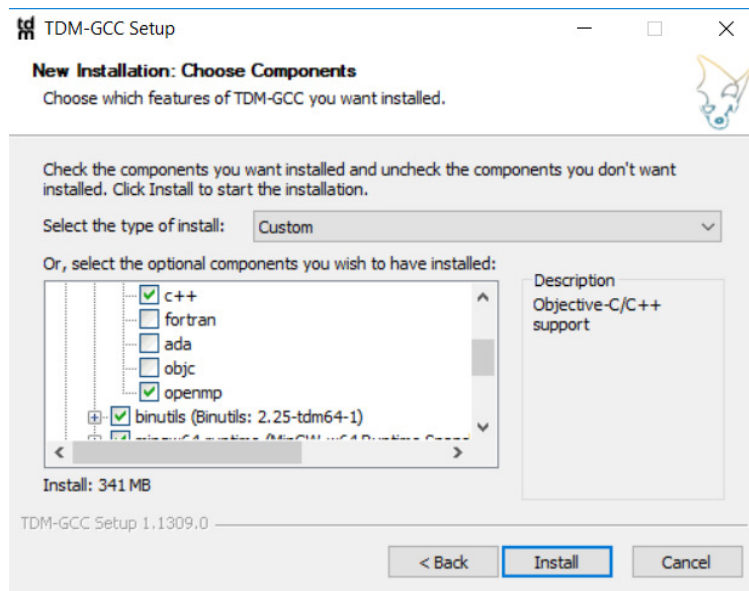 TDM-GCC Setup
New Installation: Choose Components
Choose which features of TDM-GCC you want installed.
Check the components you want installed and uncheck the components you don't want
installed. Click Install to start the installation.
Select the type of install:
Custom
Or, select the optional components you wish to have installed:
c++
fortran
ada
objc
openmp
binutils (Binutils: 2.25-tdm64-1)
Description
Objective-C/C++
support
Install: 341 MB
TDM-GCC Setup 1.1309.0
< Back
Install
Cancel